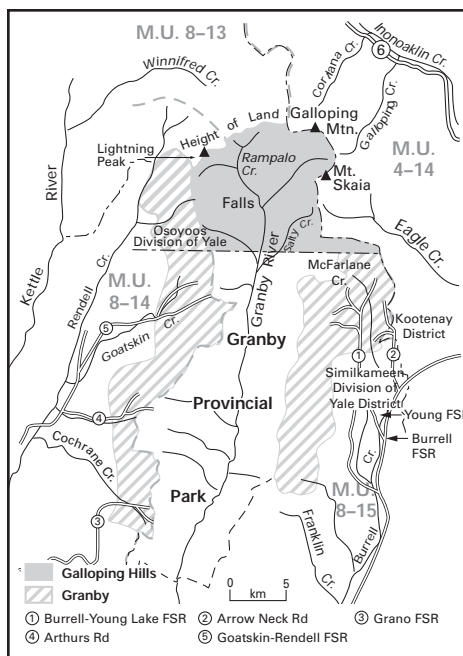 M.U. 8–13
Inonoaklin Cr.
6
Winnifred Cr.
Cortiana Cr.
Galloping Cr.
Galloping
Mtn.
Height of Land
Lightning
Peak
Rampalo
Cr.
Mt.
Skaia
M.U.
4–14
Kettle River
Falls
Osoyoos
Division of Yale
Salty Cr.
Eagle Cr.
Granby River
McFarlane
Cr.
Rendell Cr.
M.U.
8–14
Kootenay
District
5
Goatskin Cr.
Granby
1
2
Similkameen
Division of
Yale District
Provincial
Young FSR
4
Burrell
FSR
Cochrane Cr.
Park
M.U.
8–15
3
Franklin Cr.
Burrell Cr.
Galloping Hills
Granby
0 5
km
1 Burrell-Young Lake FSR 2 Arrow Neck Rd 3 Grano FSR
4 Arthurs Rd 5 Goatskin-Rendell FSR